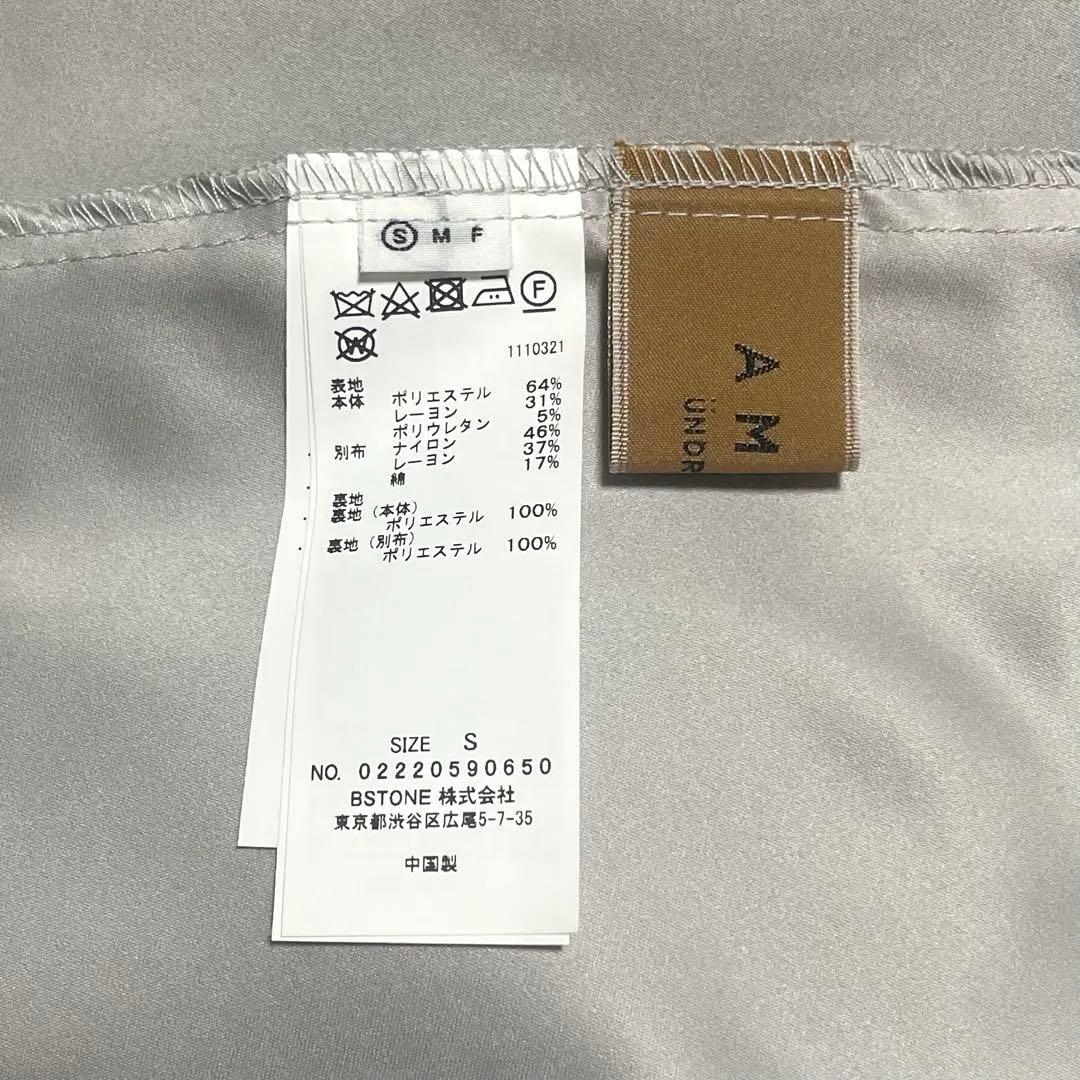 Ⓢ M F
F
W
1110321
表地
本体 ポリエステル 64%
レーヨン 31%
ポリウレタン 5%
別布 ナイロン 46%
レーヨン 37%
綿 17%
裏地
裏地(本体)
ポリエステル 100%
裏地(別布)
ポリエステル 100%
SIZE S
NO. 02220590650
BSTONE 株式会社
東京都渋谷区広尾5-7-35
中国製
AM
ÜNDR